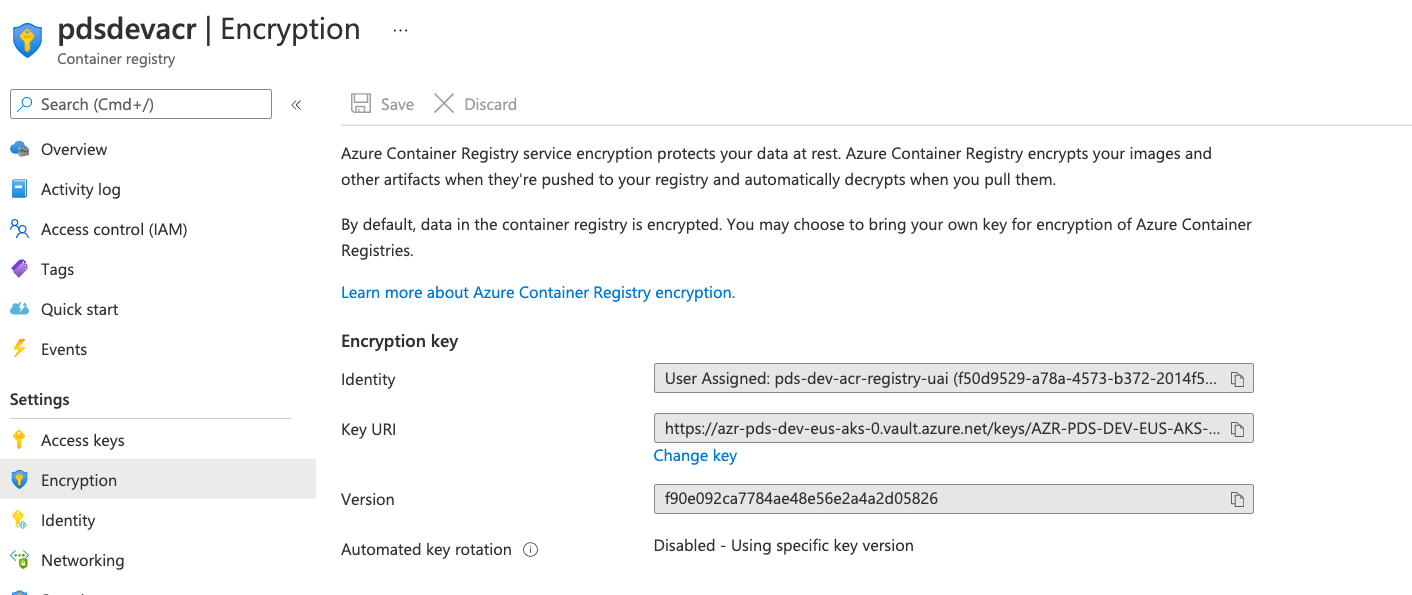 pdsdevacr | Encryption ...
Container registry
Search (Cmd+/)
«
Overview
Activity log
Access control (IAM)
Tags
Quick start
Events
Settings
Access keys
Encryption
Identity
Networking
Save Discard
Azure Container Registry service encryption protects your data at rest. Azure Container Registry encrypts your images and
other artifacts when they're pushed to your registry and automatically decrypts when you pull them.
By default, data in the container registry is encrypted. You may choose to bring your own key for encryption of Azure Container
Registries.
Learn more about Azure Container Registry encryption.
Encryption key
Identity User Assigned: pds-dev-acr-registry-uai (f50d9529-a78a-4573-b372-2014f5...
Key URI https://azr-pds-dev-eus-aks-0.vault.azure.net/keys/AZR-PDS-DEV-EUS-AKS-...
Change key
Version f90e092ca7784ae48e56e2a4a2d05826
Automated key rotation Disabled - Using specific key version